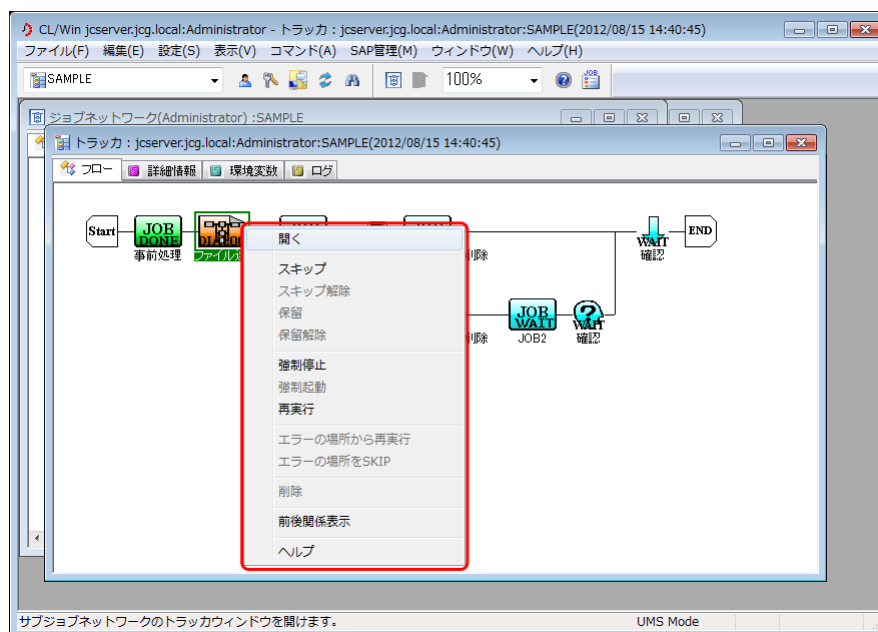 CL/Win jcserver.jcg.local:Administrator - トラッカ : jcserver.jcg.local:Administrator:SAMPLE(2012/08/15 14:40:45)
ファイル(F) 編集(E) 設定(S) 表示(V) コマンド(A) SAP管理(M) ウィンドウ(W) ヘルプ(H)
SAMPLE 100% JOB
ジョブネットワーク(Administrator) :SAMPLE
トラッカ : jcserver.jcg.local:Administrator:SAMPLE(2012/08/15 14:40:45)
フロー 詳細情報 環境変数 ログ
Start JOB DONE WAIT END
事前処理 ファイル 削除 確認
JOB WAIT WAIT
削除 JOB2 確認
開く
スキップ
スキップ解除
保留
保留解除
強制停止
強制起動
再実行
エラーの場所から再実行
エラーの場所をSKIP
削除
前後関係表示
ヘルプ
サブジョブネットワークのトラッカウィンドウを開けます。 UMS Mode